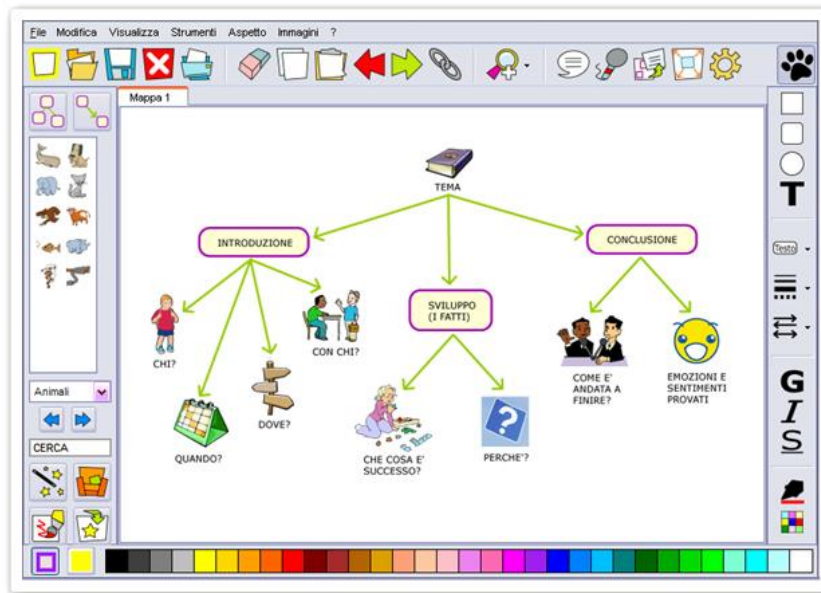 File Modifica Visualizza Strumenti Aspetto Immagini ?
Mappa 1
TEMA
INTRODUZIONE
CONCLUSIONE
SVILUPPO
(I FATTI)
CHI?
CON CHI?
QUANDO?
DOVE?
CHE COSA E'
SUCCESSO?
PERCHE'?
COME E'
ANDATA A
FINIRE?
EMOZIONI E
SENTIMENTI
PROVATI
Animali
CERCA
T
Testo
G
I
S